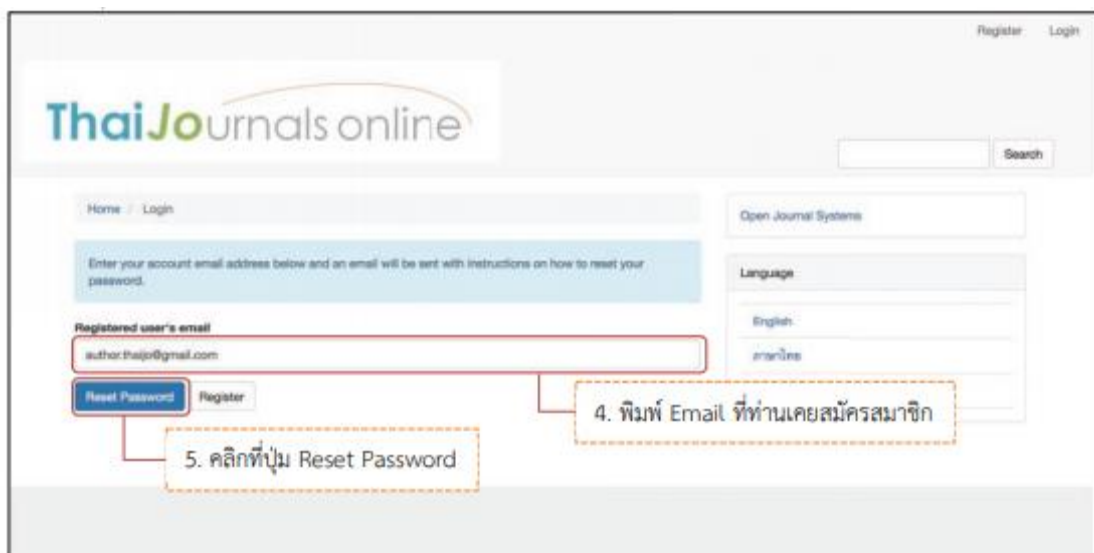 Register Login
ThaiJournals online
Search
Home / Login
Open Journal Systems
Enter your account email address below and an email will be sent with instructions on how to reset your
password.
Language
Registered user's email
English
author.thaijo@gmail.com
ภาษาไทย
Reset Password Register
4. พิมพ์ Email ที่ท่านเคยสมัครสมาชิก
5. คลิกที่ปุ่ม Reset Password